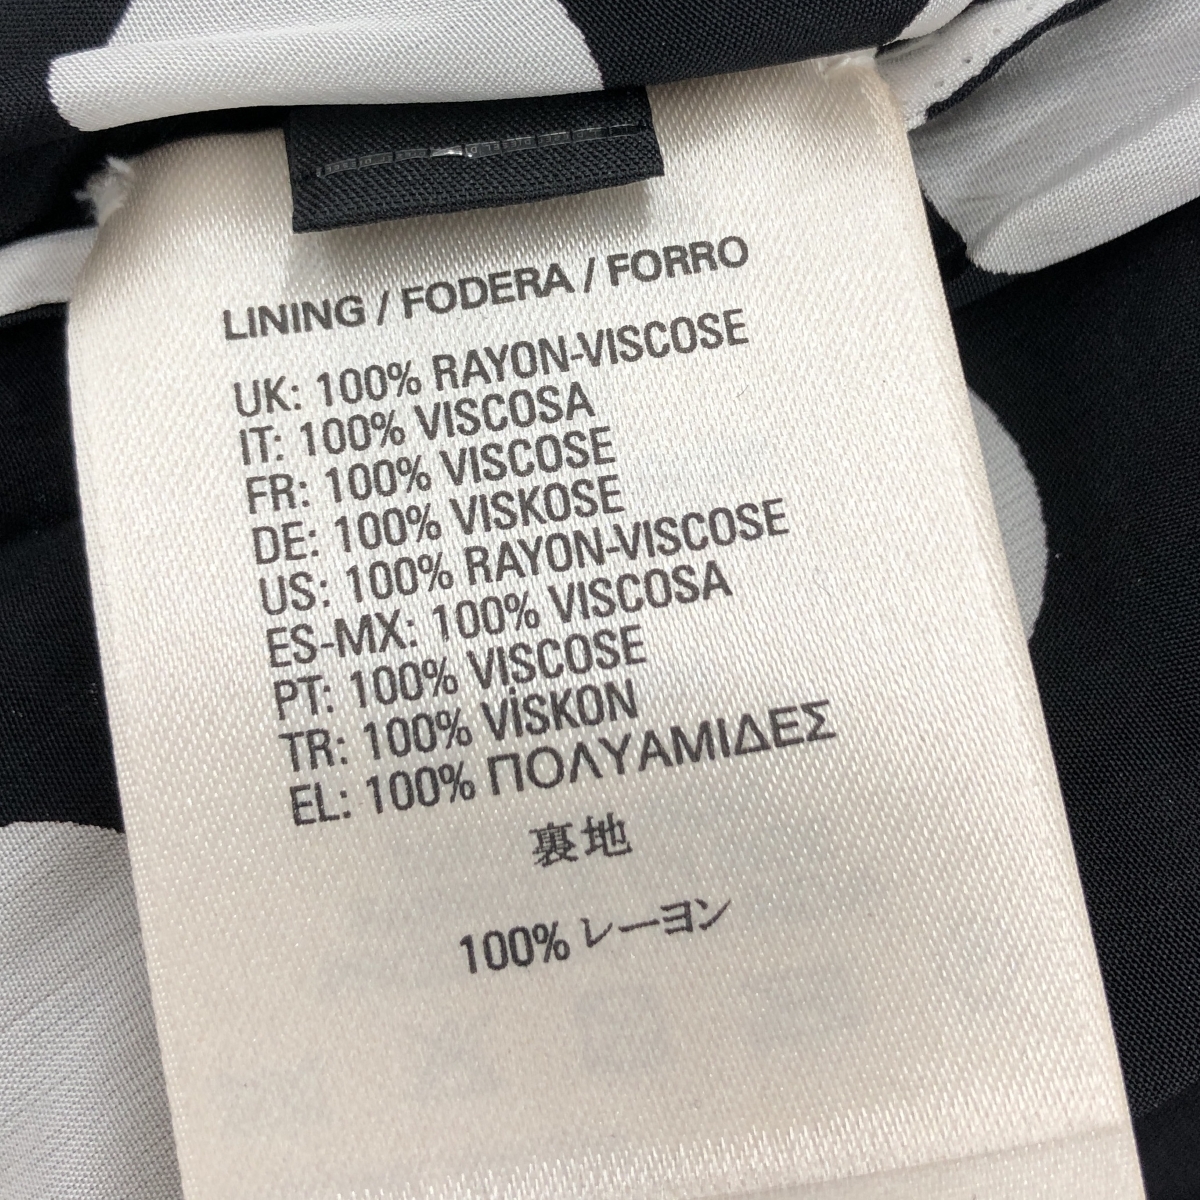 LINING / FODERA / FORRO
UK: 100% RAYON-VISCOSE
IT: 100% VISCOSA
FR: 100% VISCOSE
DE: 100% VISKOSE
US: 100% RAYON-VISCOSE
ES-MX: 100% VISCOSA
PT: 100% VISCOSE
TR: 100% VİSKON
EL: 100% ΠΟΛΥΑΜΙΔΕΣ
裏地
100% レーヨン